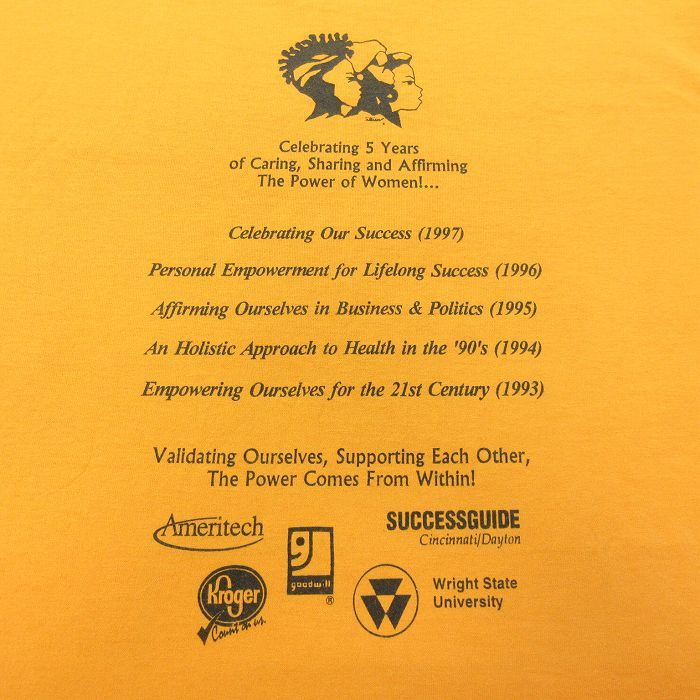 Celebrating 5 Years
of Caring, Sharing and Affirming
The Power of Women!...
Celebrating Our Success (1997)
Personal Empowerment for Lifelong Success (1996)
Affirming Ourselves in Business & Politics (1995)
An Holistic Approach to Health in the '90's (1994)
Empowering Ourselves for the 21st Century (1993)
Validating Ourselves, Supporting Each Other,
The Power Comes From Within!
Ameritech
SUCCESSGUIDE
Cincinnati/Dayton
g
goodwill
®
Kroger
Count on us.
Wright State
University